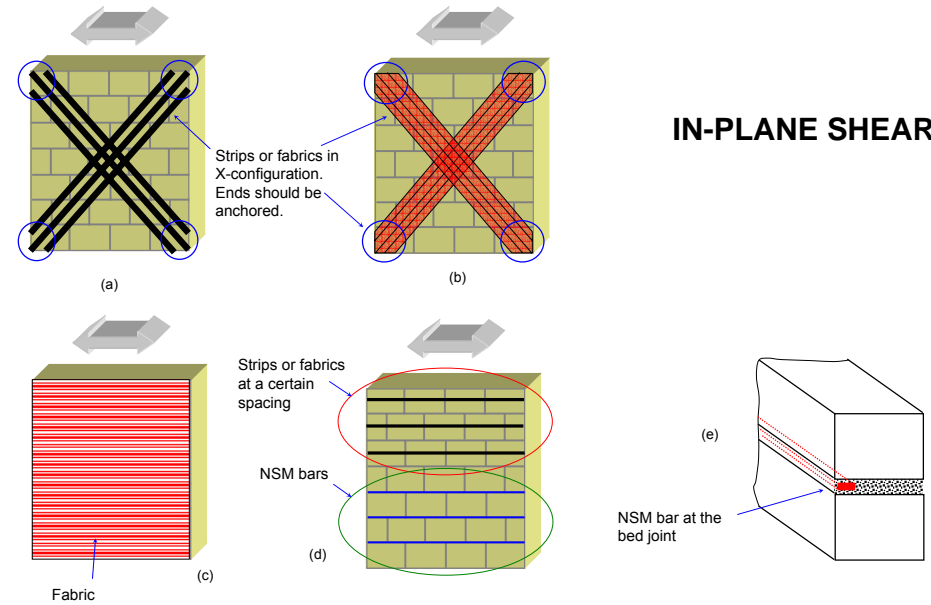 IN-PLANE SHEAR
Strips or fabrics in
X-configuration.
Ends should be
anchored.
(a)
(b)
Strips or fabrics
at a certain
spacing
NSM bars
(c)
(d)
Fabric
(e)
NSM bar at the
bed joint